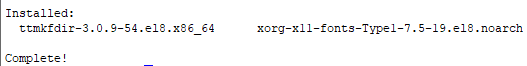 Installed:
  ttmkfdir-3.0.9-54.el8.x86_64      xorg-x11-fonts-Type1-7.5-19.el8.noarch
Complete!